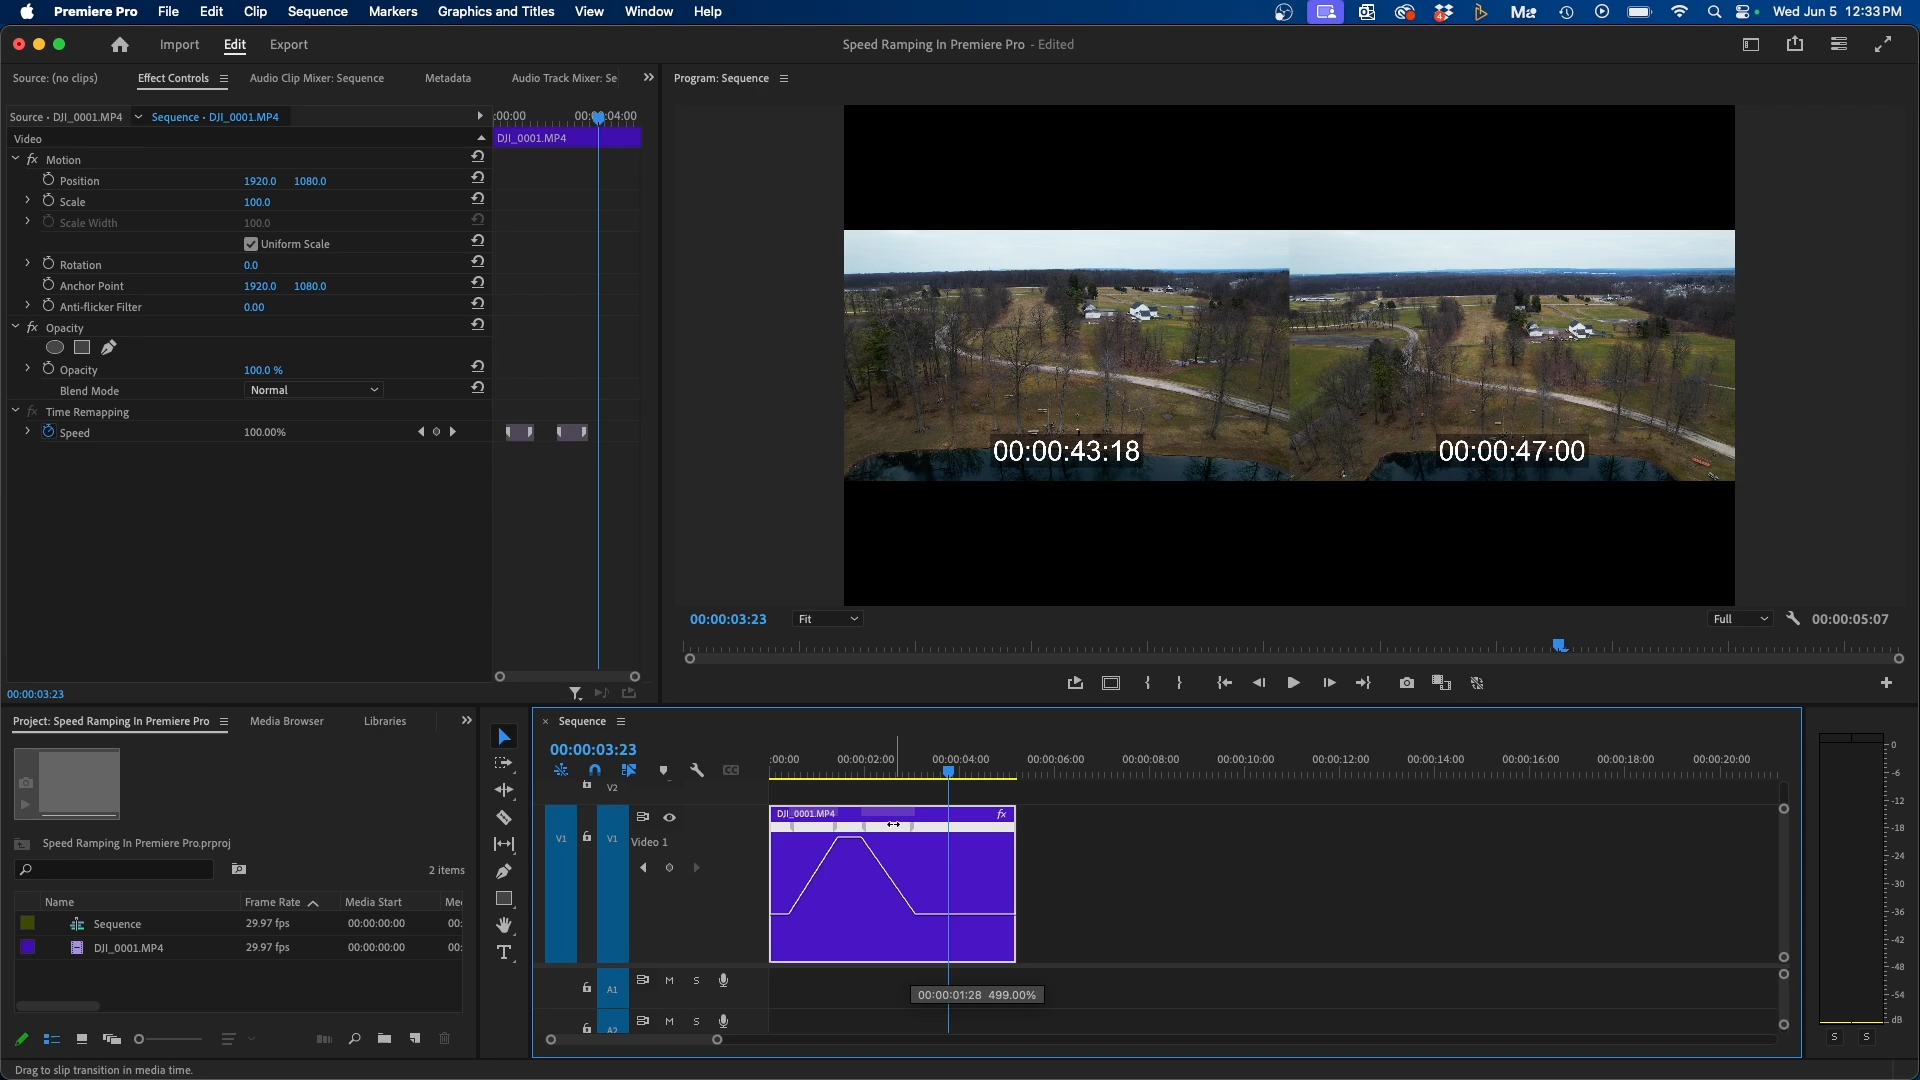 Premiere Pro File Edit Clip Sequence Markers Graphics and Titles View Window Help
4
Wed Jun 5 12:33 PM
Import Edit Export
Speed Ramping In Premiere Pro - Edited
Source: (no clips) Effect Controls Audio Clip Mixer: Sequence Metadata Audio Track Mixer: Se
Program: Sequence
Source • DJI_0001.MP4 Sequence • DJI_0001.MP4
:00:00 04:00
Video
DJI_0001.MP4
fx Motion
Position 1920.0 1080.0
Scale 100.0
Scale Width 100.0
Uniform Scale
Rotation 0.0
Anchor Point 1920.0 1080.0
Anti-flicker Filter 0.00
fx Opacity
Opacity 100.0 %
Blend Mode Normal
fx Time Remapping
Speed 100.00%
00:00:43:18 00:00:47:00
00:00:03:23 Fit Full 00:00:05:07
00:00:03:23
Project: Speed Ramping In Premiere Pro Media Browser Libraries
Speed Ramping In Premiere Pro.prproj
2 items
Name Frame Rate Media Start Me
Sequence 29.97 fps 00:00:00:00 00:
DJI_0001.MP4 29.97 fps 00:00:00:00 00:
× Sequence
00:00:03:23
:00:00 00:00:02:00 00:00:04:00 00:00:06:00 00:00:08:00 00:00:10:00 00:00:12:00 00:00:14:00 00:00:16:00 00:00:18:00 00:00:20:00
V2
DJI_0001.MP4 fx
V1 V1 Video 1
A1 M S
A2 M S
00:00:01:28 499.00%
0
-6
-12
-18
-24
-30
-36
-42
-48
-54
dB
S S
Drag to slip transition in media time.